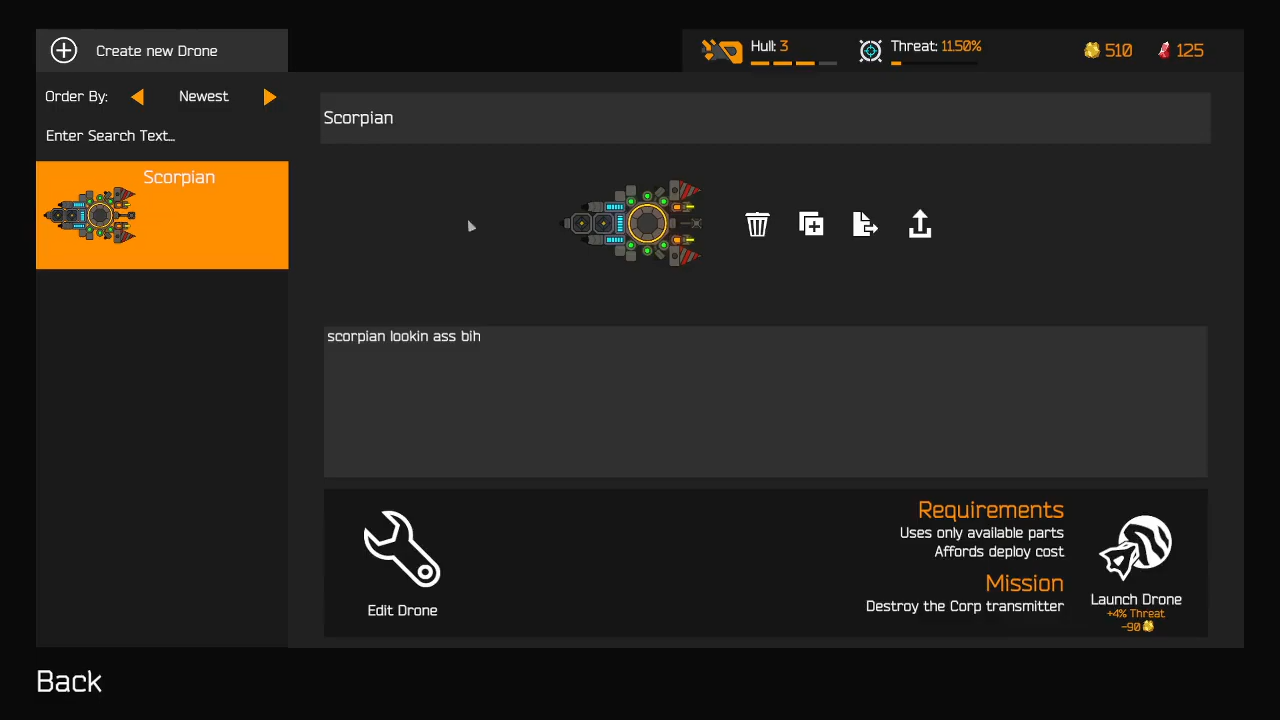 Create new Drone
Hull: 3
Threat: 11.50%
510
125
Order By:
Newest
Enter Search Text...
Scorpian
Scorpian
scorpian lookin ass bih
Edit Drone
Requirements
Uses only available parts
Affords deploy cost
Mission
Destroy the Corp transmitter
Launch Drone
+4% Threat
-90
Back